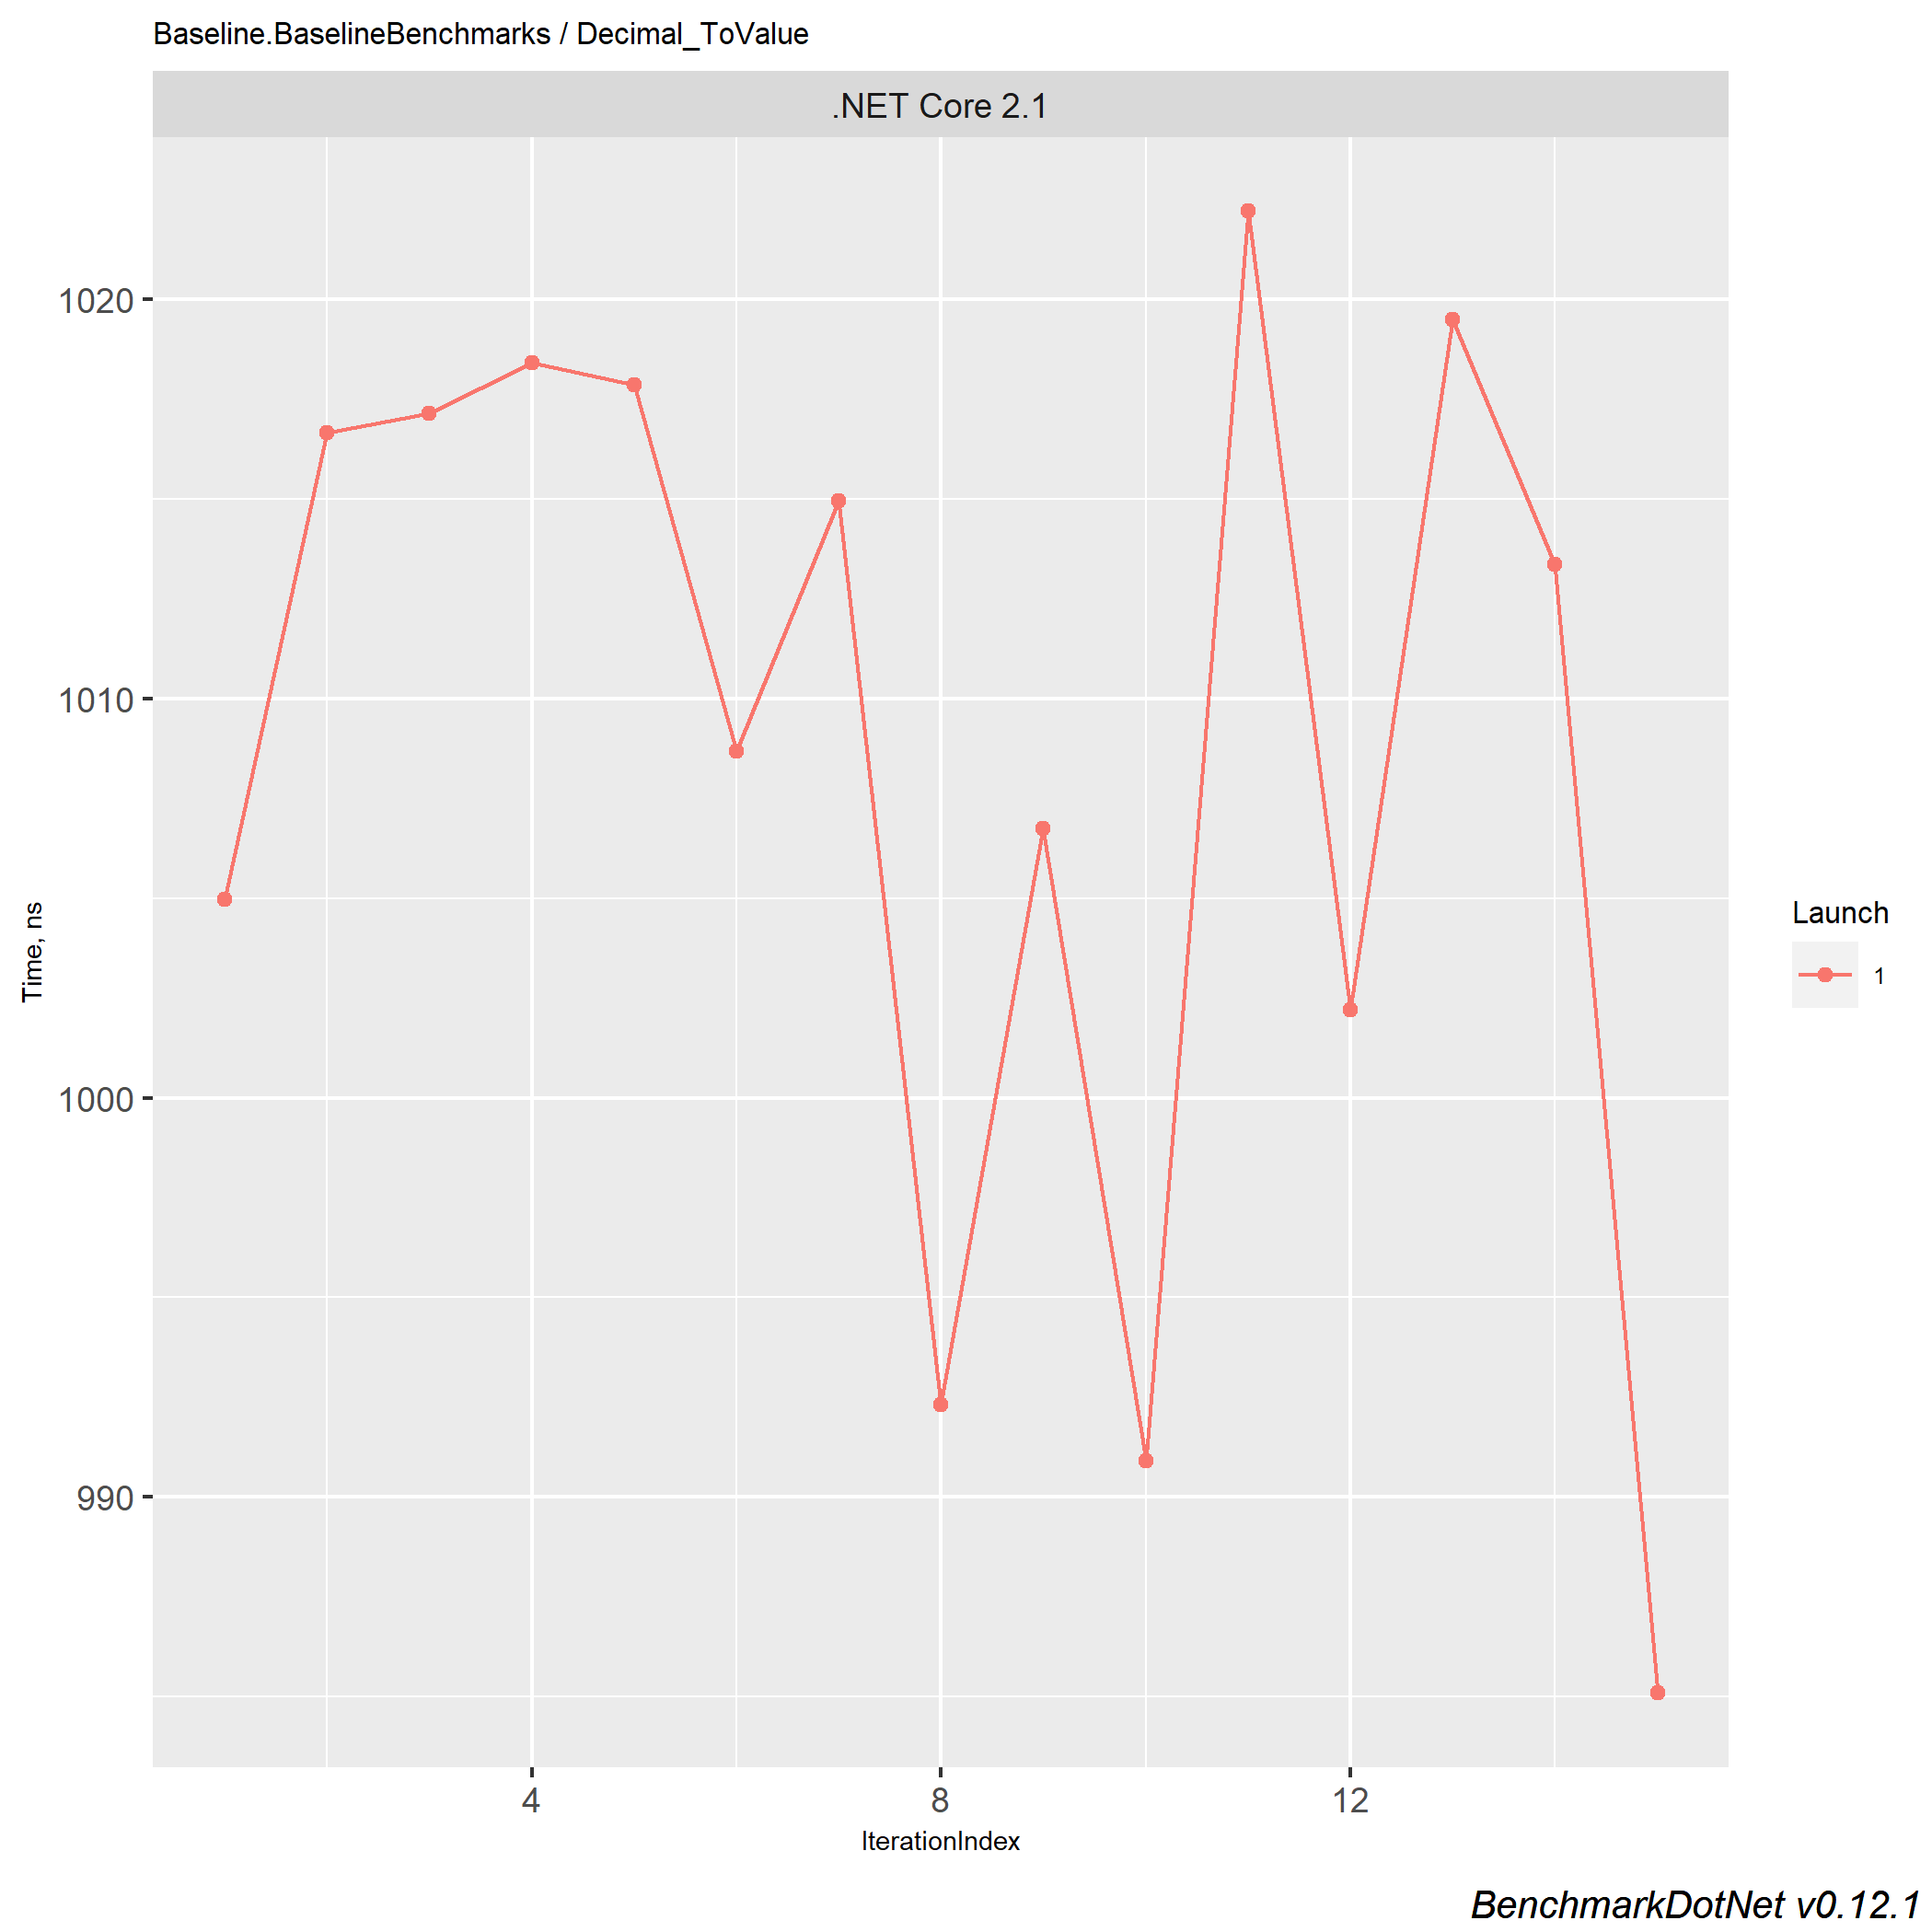 Baseline.BaselineBenchmarks / Decimal_ToValue
.NET Core 2.1
1020
1010
1000
990
Time, ns
4 8 12
IterationIndex
Launch
1
BenchmarkDotNet v0.12.1